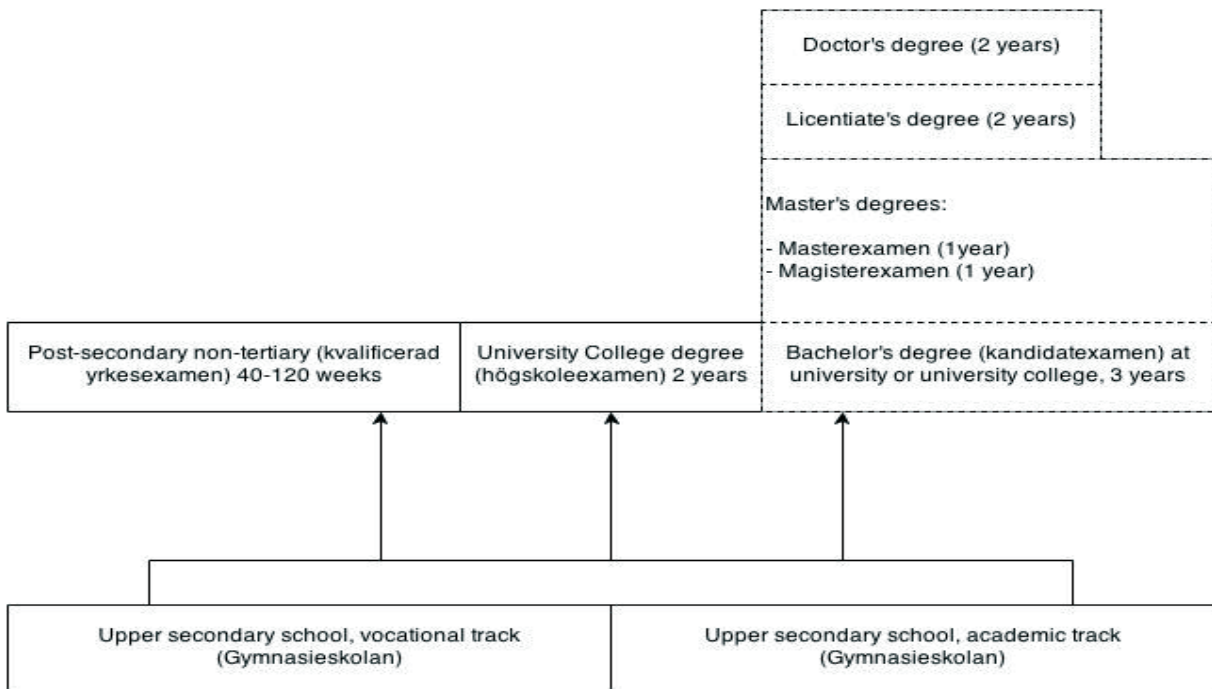 Doctor's degree (2 years)
Licentiate's degree (2 years)
Master's degrees:
- Masterexamen (1year)
- Magisterexamen (1 year)
Post-secondary non-tertiary (kvalificerad
yrkesexamen) 40-120 weeks
University College degree
(högskoleexamen) 2 years
Bachelor's degree (kandidatexamen) at
university or university college, 3 years
Upper secondary school, vocational track
(Gymnasieskolan)
Upper secondary school, academic track
(Gymnasieskolan)